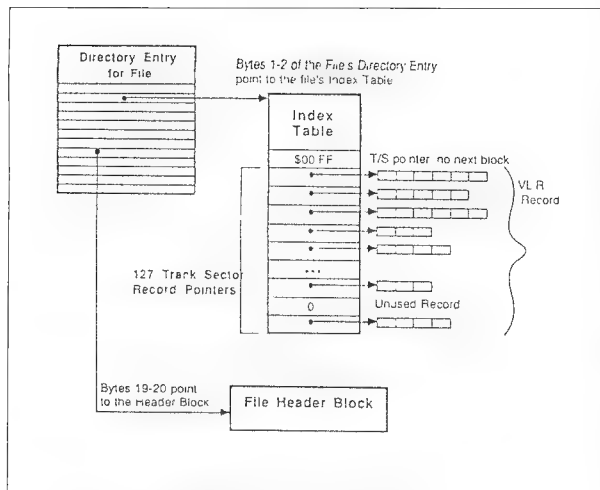 Directory Entry
for File
Bytes 1-2 of the File's Directory Entry
point to the file's Index Table
Index
Table
$00 FF
T/S pointer no next block
VLR
Record
127 Track Sector
Record Pointers
...
0
Unused Record
Bytes 19-20 point
to the Header Block
File Header Block